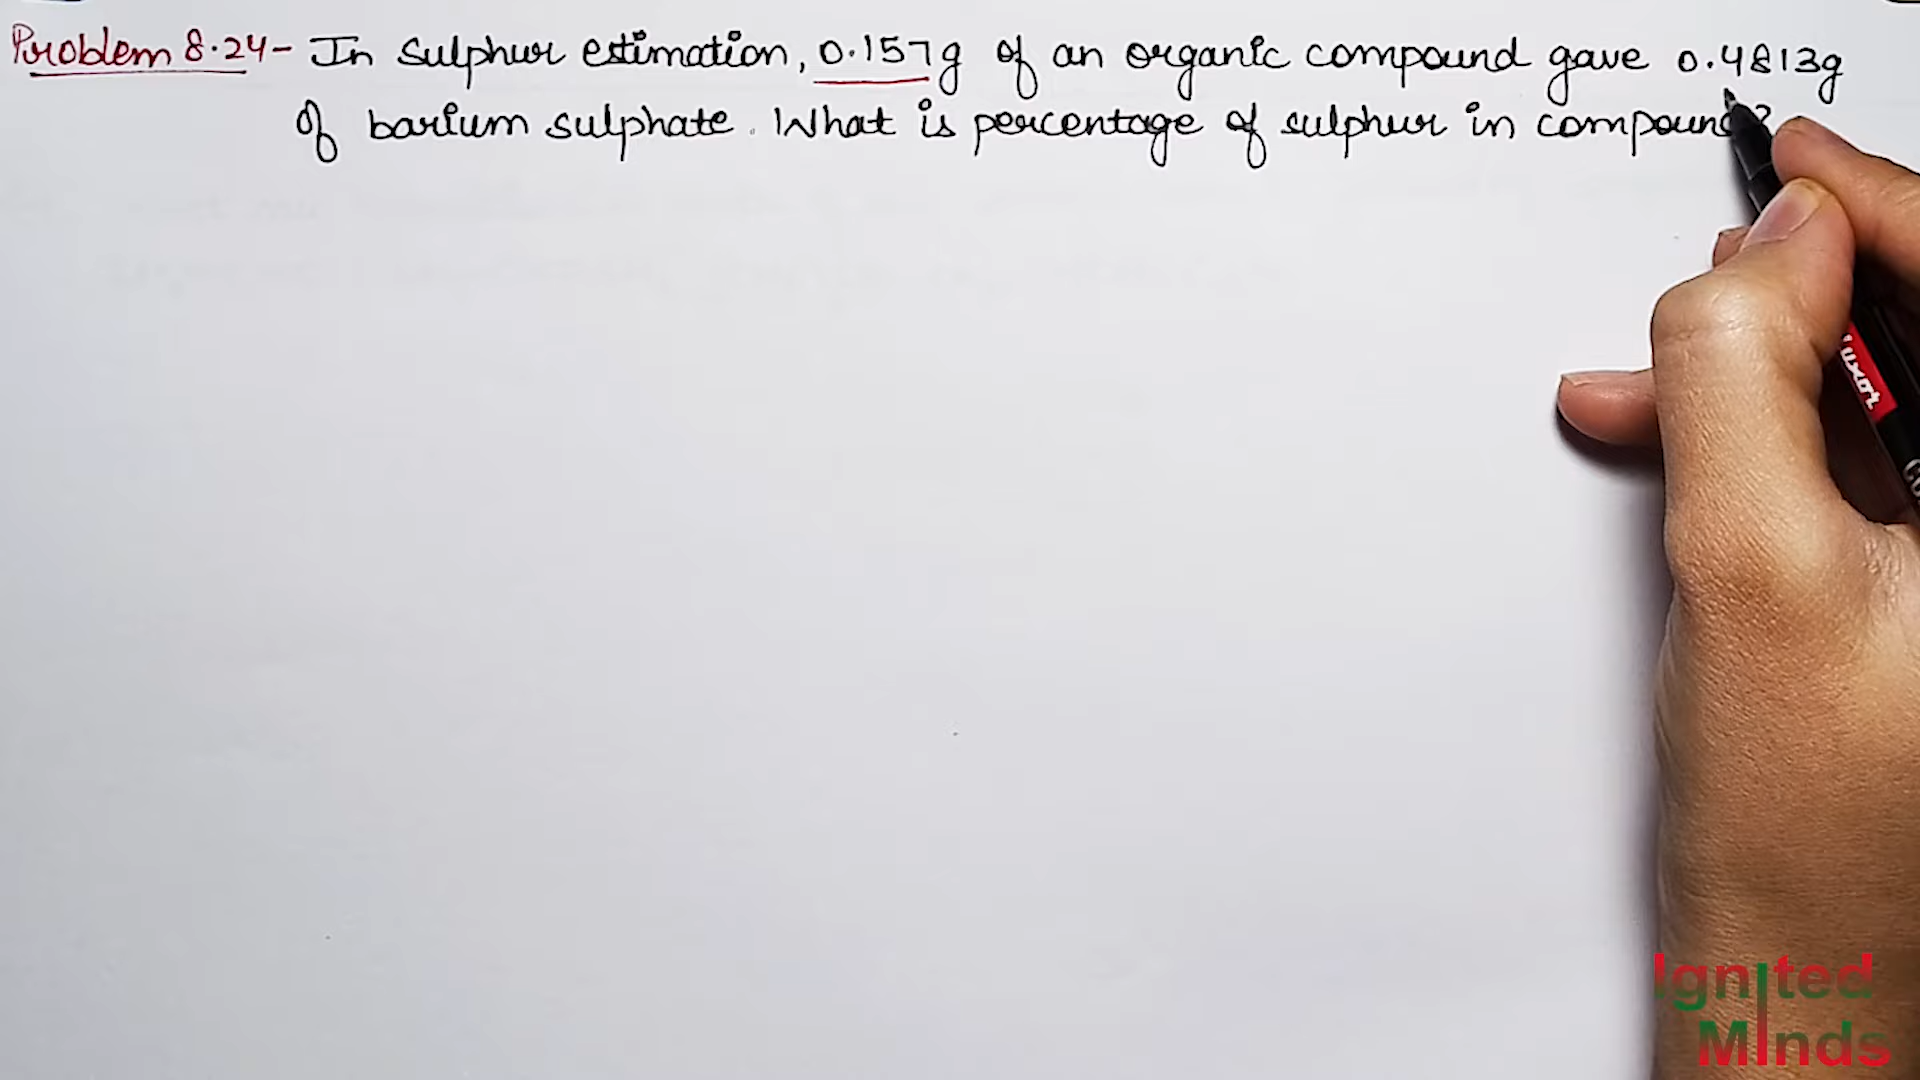 Problem 8.24- In sulphur estimation, 0.157g of an organic compound gave 0.4813g
of barium sulphate. What is percentage of sulphur in compound?
Luxor
Ignited
Minds